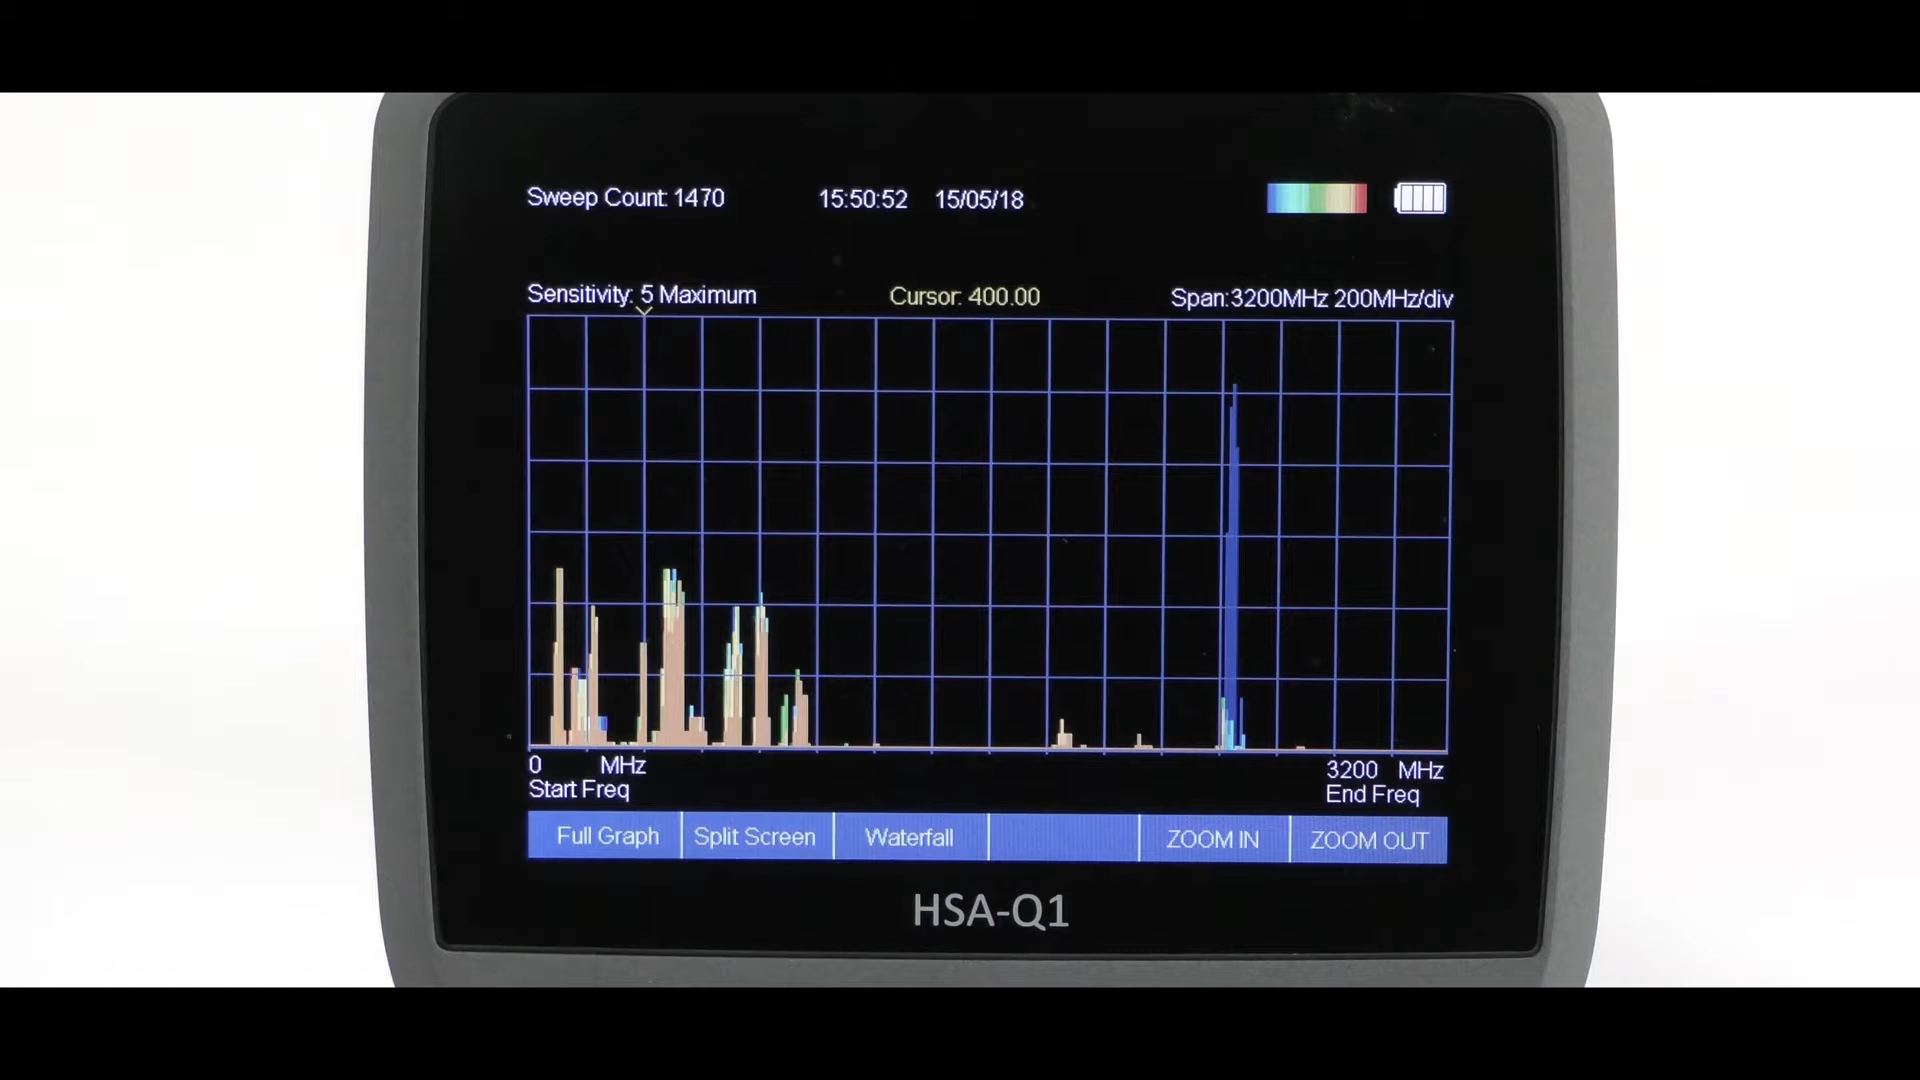 Sweep Count: 1470 15:50:52 15/05/18
Sensitivity: 5 Maximum Cursor: 400.00 Span:3200MHz 200MHz/div
0 MHz 3200 MHz
Start Freq End Freq
Full Graph Split Screen Waterfall ZOOM IN ZOOM OUT
HSA-Q1